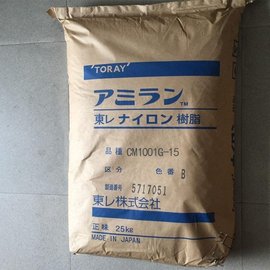 'TORAY'
アミラン™
東レ ナイロン 樹脂
品種 CM1001G-15
区分 色番 B
製造番号 5717051
東レ株式会社
正味 25kg
MADE IN JAPAN